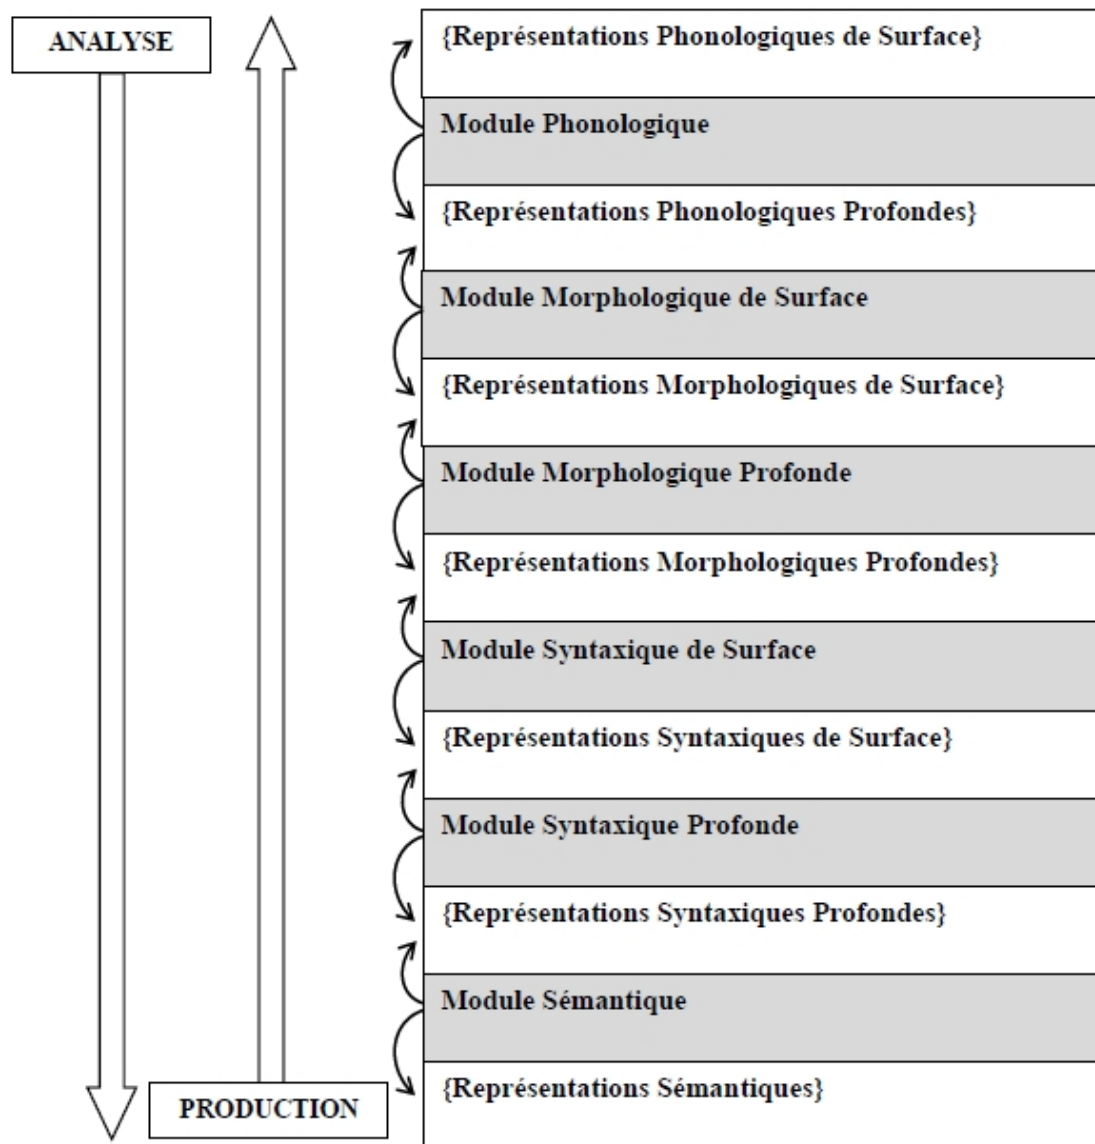 ANALYSE
{Représentations Phonologiques de Surface}
Module Phonologique
{Représentations Phonologiques Profondes}
Module Morphologique de Surface
{Représentations Morphologiques de Surface}
Module Morphologique Profonde
{Représentations Morphologiques Profondes}
Module Syntaxique de Surface
{Représentations Syntaxiques de Surface}
Module Syntaxique Profonde
{Représentations Syntaxiques Profondes}
Module Sémantique
{Représentations Sémantiques}
PRODUCTION